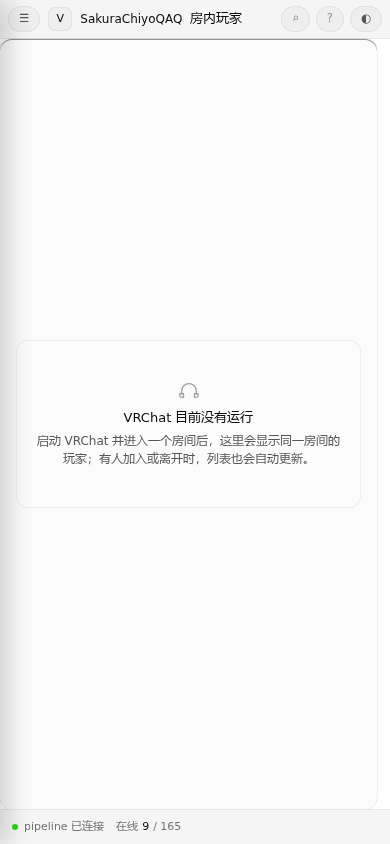 ☰ V SakuraChiyoQAQ 房内玩家 ⌕ ? ◐
VRChat 目前没有运行
启动 VRChat 并进入一个房间后，这里会显示同一房间的
玩家；有人加入或离开时，列表也会自动更新。
pipeline 已连接 在线 9 / 165